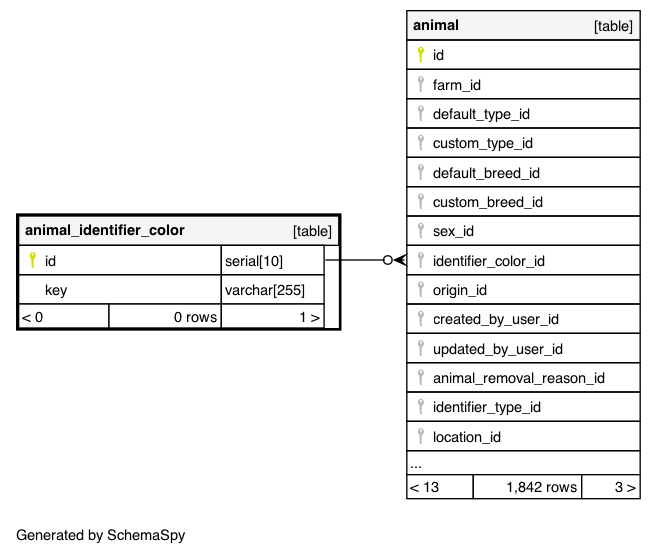 animal [table]
id
farm_id
default_type_id
custom_type_id
default_breed_id
custom_breed_id
sex_id
identifier_color_id
origin_id
created_by_user_id
updated_by_user_id
animal_removal_reason_id
identifier_type_id
location_id
...
< 13 1,842 rows 3 >
animal_identifier_color [table]
id serial[10]
key varchar[255]
< 0 0 rows 1 >
Generated by SchemaSpy